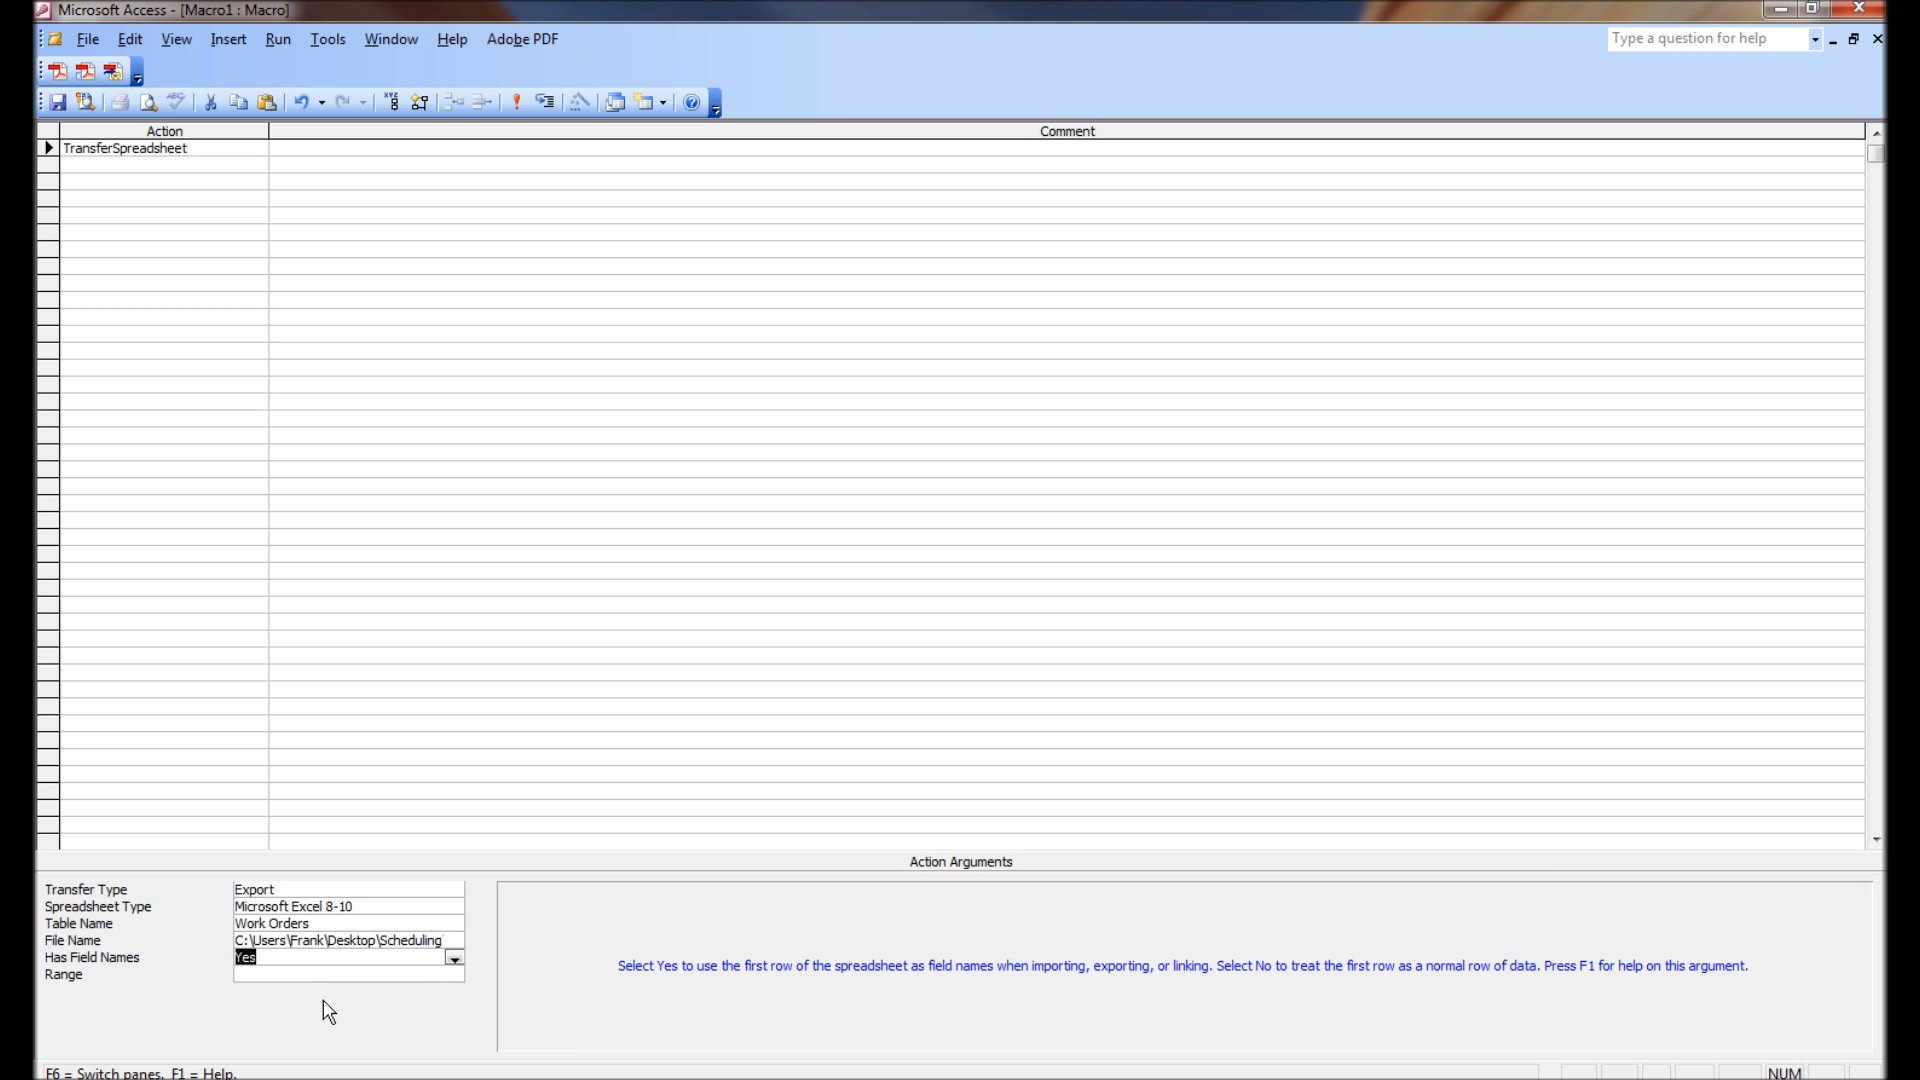 Microsoft Access - [Macro1 : Macro]
File Edit View Insert Run Tools Window Help Adobe PDF
Type a question for help
Action Comment
TransferSpreadsheet
Action Arguments
Transfer Type Export
Spreadsheet Type Microsoft Excel 8-10
Table Name Work Orders
File Name C:\Users\Frank\Desktop\Scheduling
Has Field Names Yes
Range
Select Yes to use the first row of the spreadsheet as field names when importing, exporting, or linking. Select No to treat the first row as a normal row of data. Press F1 for help on this argument.
F6 = Switch panes. F1 = Help. NUM